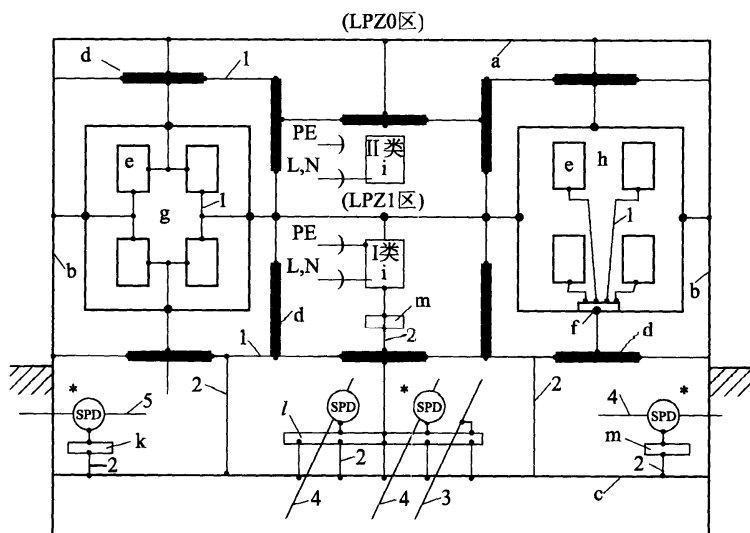 (LPZ0区)
d 1 a
PE II类 e h
L,N i e g 1 1
(LPZ1区)
PE I类
L,N i
b d m f b d
1 2
2 2
* * *
5 SPD SPD SPD 4 SPD
l k m
2 2 2
4 4 3 c